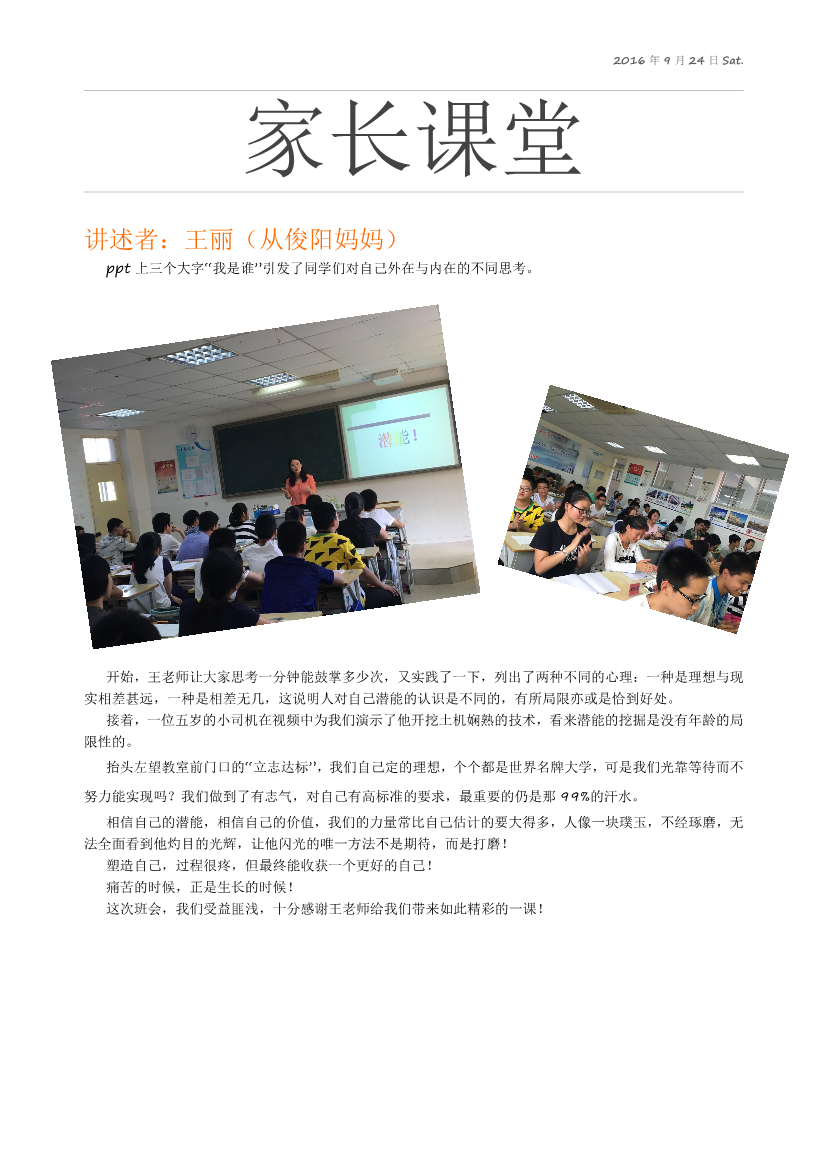 2016 年 9 月 24 日 Sat.
家长课堂
讲述者：王丽（从俊阳妈妈）
ppt 上三个大字“我是谁”引发了同学们对自己外在与内在的不同思考。
潜能！
开始，王老师让大家思考一分钟能鼓掌多少次，又实践了一下，列出了两种不同的心理：一种是理想与现
实相差甚远，一种是相差无几，这说明人对自己潜能的认识是不同的，有所局限亦或是恰到好处。
接着，一位五岁的小司机在视频中为我们演示了他开挖土机娴熟的技术，看来潜能的挖掘是没有年龄的局
限性的。
抬头左望教室前门口的“立志达标”，我们自己定的理想，个个都是世界名牌大学，可是我们光靠等待而不
努力能实现吗？我们做到了有志气，对自己有高标准的要求，最重要的仍是那 99%的汗水。
相信自己的潜能，相信自己的价值，我们的力量常比自己估计的要大得多，人像一块璞玉，不经琢磨，无
法全面看到他灼目的光辉，让他闪光的唯一方法不是期待，而是打磨！
塑造自己，过程很疼，但最终能收获一个更好的自己！
痛苦的时候，正是生长的时候！
这次班会，我们受益匪浅，十分感谢王老师给我们带来如此精彩的一课！